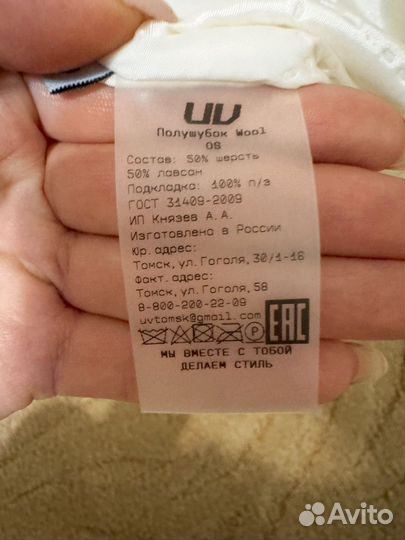 UV
Полушубок Wool
OS
Состав: 50% шерсть
50% лавсан
Подкладка: 100% п/э
ГОСТ 31409-2009
ИП Князев А.А.
Изготовлено в России
Юр. адрес:
Томск, ул. Гоголя, 30/1-16
Факт. адрес:
Томск, ул. Гоголя, 58
8-800-200-22-09
uvtomsk@gmail.com
P EAC
МЫ ВМЕСТЕ С ТОБОЙ
ДЕЛАЕМ СТИЛЬ
Avito